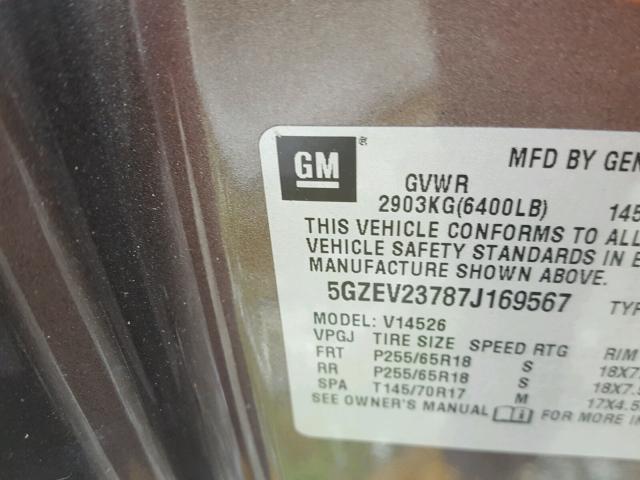 GM®
MFD BY GEN
GVWR
2903KG(6400LB) 145
THIS VEHICLE CONFORMS TO ALL
VEHICLE SAFETY STANDARDS IN E
MANUFACTURE SHOWN ABOVE.
5GZEV23787J169567 TYP
MODEL: V14526
VPGJ TIRE SIZE SPEED RTG RIM
FRT P255/65R18 S 18X7.
RR P255/65R18 S 18X7.5
SPA T145/70R17 M 17X4.5
SEE OWNER'S MANUAL FOR MORE IN